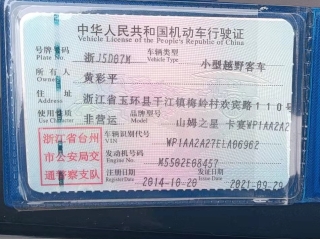 中华人民共和国机动车行驶证
Vehicle License of the People's Republic of China
号牌号码 浙J5D87M 车辆类型 小型越野客车
Plate No. Vehicle Type
所有人 黄彩平
Owner
住址 浙江省玉环县干江镇梅岭村欢宾路110号
Address
使用性质 非营运 品牌型号 山姆之星 卡赛WP1AA2A2
浙江省台州
市公安局交
通警察支队
车辆识别代号 WP1AA2A27ELA06962
VIN
发动机号码 M5502E08457
Engine No.
注册日期 2014-10-20 发证日期 2021-09-29
Register Date Issue Date